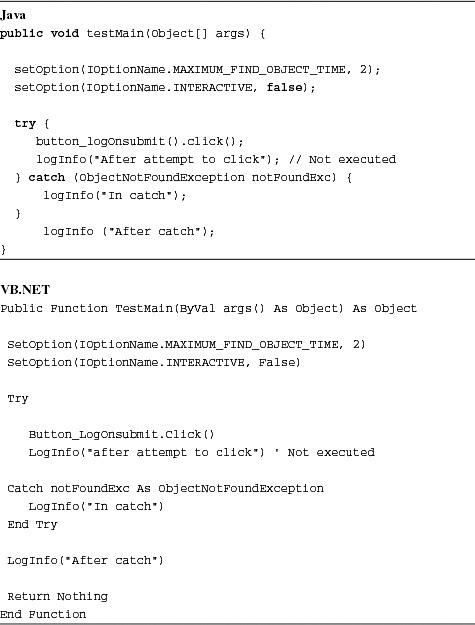 Java
public void testMain(Object[] args) {
setOption(IOptionName.MAXIMUM_FIND_OBJECT_TIME, 2);
setOption(IOptionName.INTERACTIVE, false);
try {
button_logOnsubmit().click();
logInfo("After attempt to click"); // Not executed
} catch (ObjectNotFoundException notFoundExc) {
logInfo("In catch");
}
logInfo ("After catch");
}
VB.NET
Public Function TestMain(ByVal args() As Object) As Object
SetOption(IOptionName.MAXIMUM_FIND_OBJECT_TIME, 2)
SetOption(IOptionName.INTERACTIVE, False)
Try
Button_LogOnsubmit.Click()
LogInfo("after attempt to click") ' Not executed
Catch notFoundExc As ObjectNotFoundException
LogInfo("In catch")
End Try
LogInfo("After catch")
Return Nothing
End Function